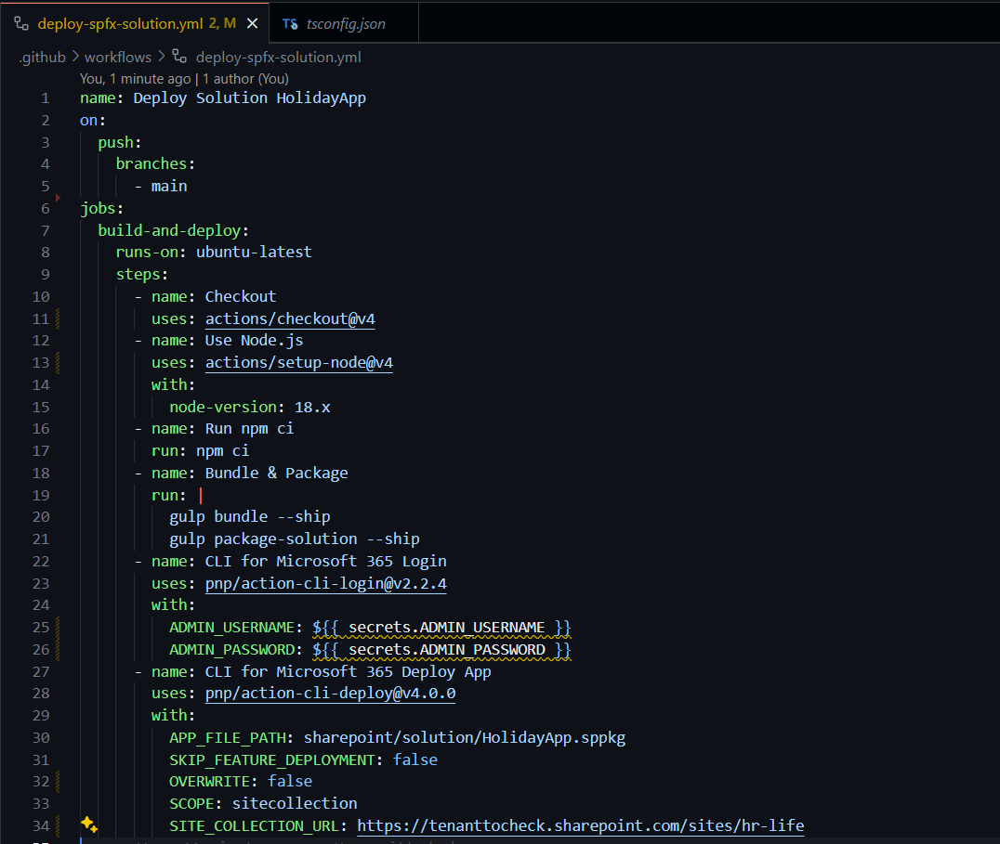 deploy-spfx-solution.yml 2, M × TS tsconfig.json
.github > workflows > deploy-spfx-solution.yml
You, 1 minute ago | 1 author (You)
1 name: Deploy Solution HolidayApp
2 on:
3   push:
4     branches:
5       - main
6 jobs:
7   build-and-deploy:
8     runs-on: ubuntu-latest
9     steps:
10       - name: Checkout
11         uses: actions/checkout@v4
12       - name: Use Node.js
13         uses: actions/setup-node@v4
14         with:
15           node-version: 18.x
16       - name: Run npm ci
17         run: npm ci
18       - name: Bundle & Package
19         run: |
20           gulp bundle --ship
21           gulp package-solution --ship
22       - name: CLI for Microsoft 365 Login
23         uses: pnp/action-cli-login@v2.2.4
24         with:
25           ADMIN_USERNAME: ${{ secrets.ADMIN_USERNAME }}
26           ADMIN_PASSWORD: ${{ secrets.ADMIN_PASSWORD }}
27       - name: CLI for Microsoft 365 Deploy App
28         uses: pnp/action-cli-deploy@v4.0.0
29         with:
30           APP_FILE_PATH: sharepoint/solution/HolidayApp.sppkg
31           SKIP_FEATURE_DEPLOYMENT: false
32           OVERWRITE: false
33           SCOPE: sitecollection
34           SITE_COLLECTION_URL: https://tenanttocheck.sharepoint.com/sites/hr-life